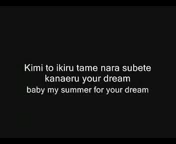 Kimi to ikiru tame nara subete
kanaeru your dream
baby my summer for your dream